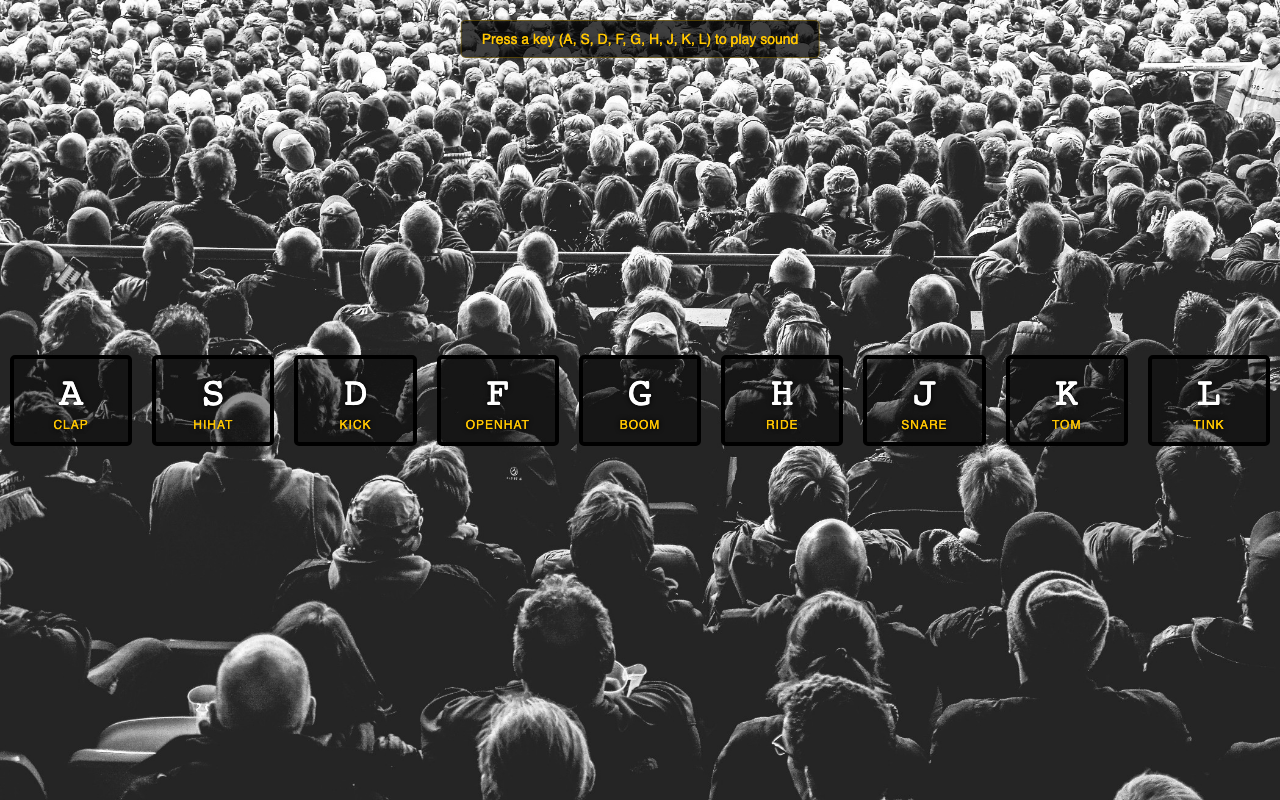 Press a key (A, S, D, F, G, H, J, K, L) to play sound
A
CLAP
S
HIHAT
D
KICK
F
OPENHAT
G
BOOM
H
RIDE
J
SNARE
K
TOM
L
TINK